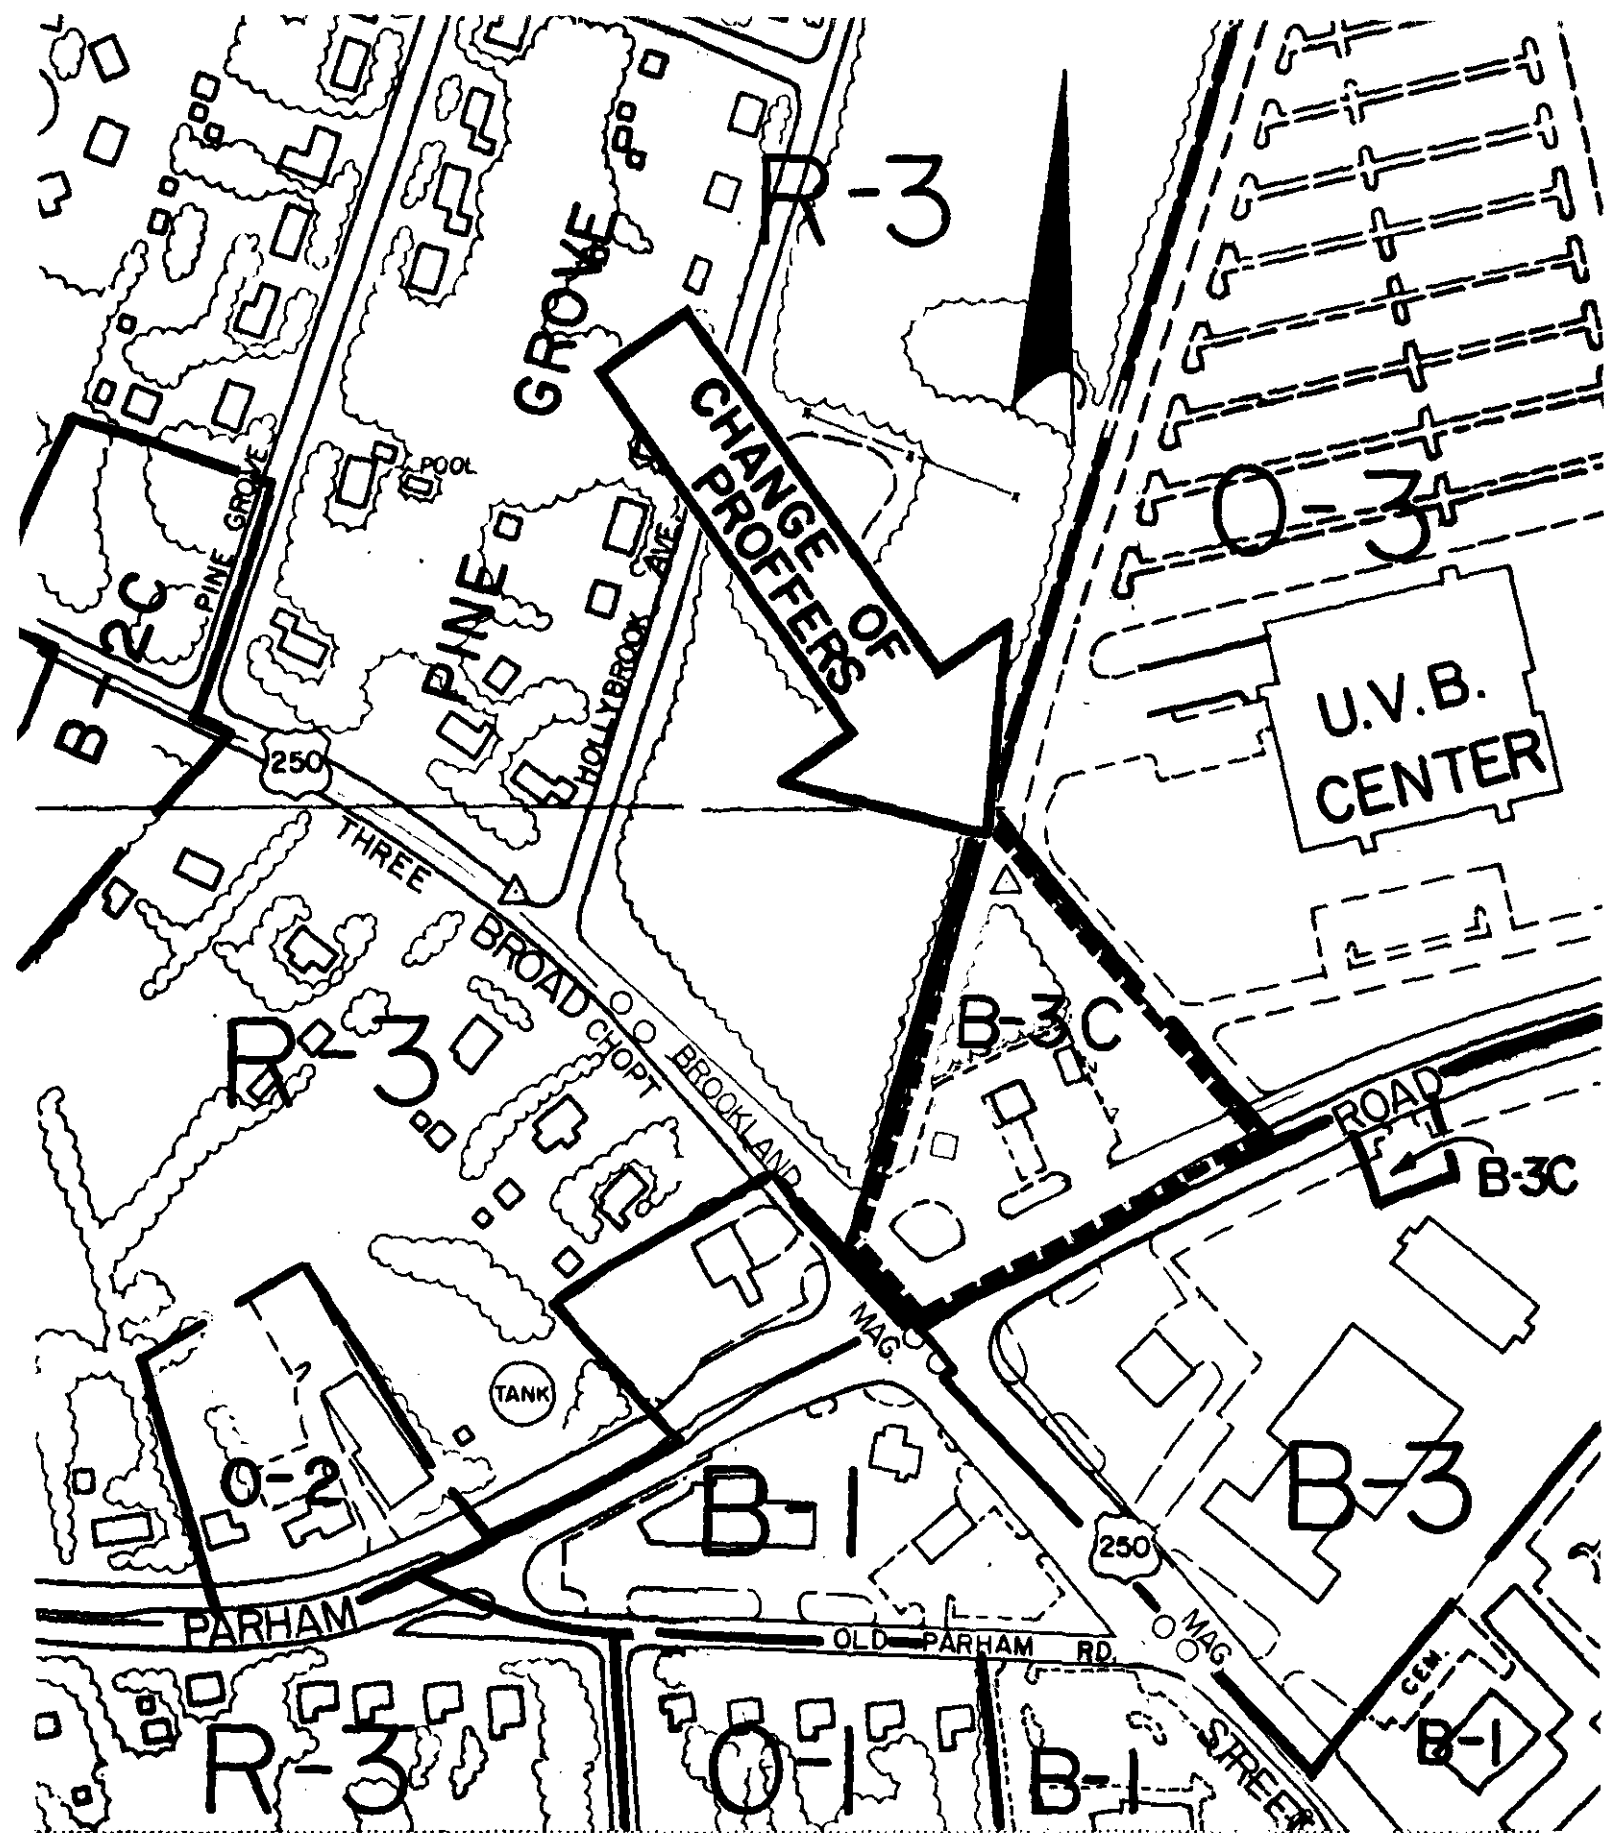 R-3
GROVE
CHANGE OF
PROFFERS
POOL
PINE GROVE
O-3
B-2C
PINE
HOLLYBROOK AVE.
U.V.B.
CENTER
250
THREE
CHOPT
BROAD
BROOKLAND
B-3C
R-3
ROAD
B-3C
MAG.
TANK
O-2
B-1
B-3
250
PARHAM
OLD PARHAM RD.
MAG.
CEM.
B-1
R-3
O-1
B-1
STREET